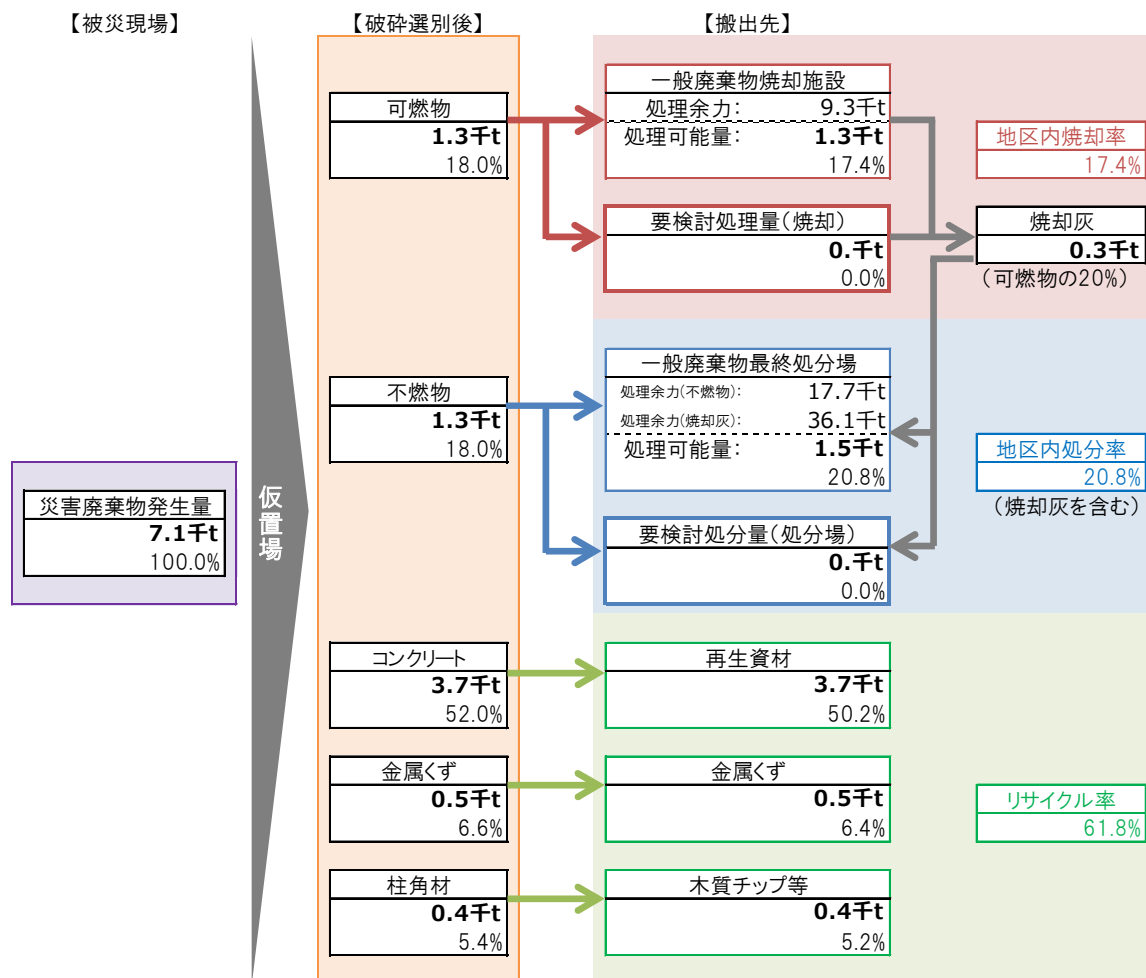 【被災現場】
【破砕選別後】
【搬出先】
可燃物
1.3千t
18.0%
一般廃棄物焼却施設
処理余力: 9.3千t
処理可能量: 1.3千t
17.4%
地区内焼却率
17.4%
要検討処理量(焼却)
0.千t
0.0%
焼却灰
0.3千t
(可燃物の20%)
不燃物
1.3千t
18.0%
一般廃棄物最終処分場
処理余力(不燃物): 17.7千t
処理余力(焼却灰): 36.1千t
処理可能量: 1.5千t
20.8%
地区内処分率
20.8%
(焼却灰を含む)
災害廃棄物発生量
7.1千t
100.0%
仮置場
要検討処分量(処分場)
0.千t
0.0%
コンクリート
3.7千t
52.0%
再生資材
3.7千t
50.2%
金属くず
0.5千t
6.6%
金属くず
0.5千t
6.4%
リサイクル率
61.8%
柱角材
0.4千t
5.4%
木質チップ等
0.4千t
5.2%